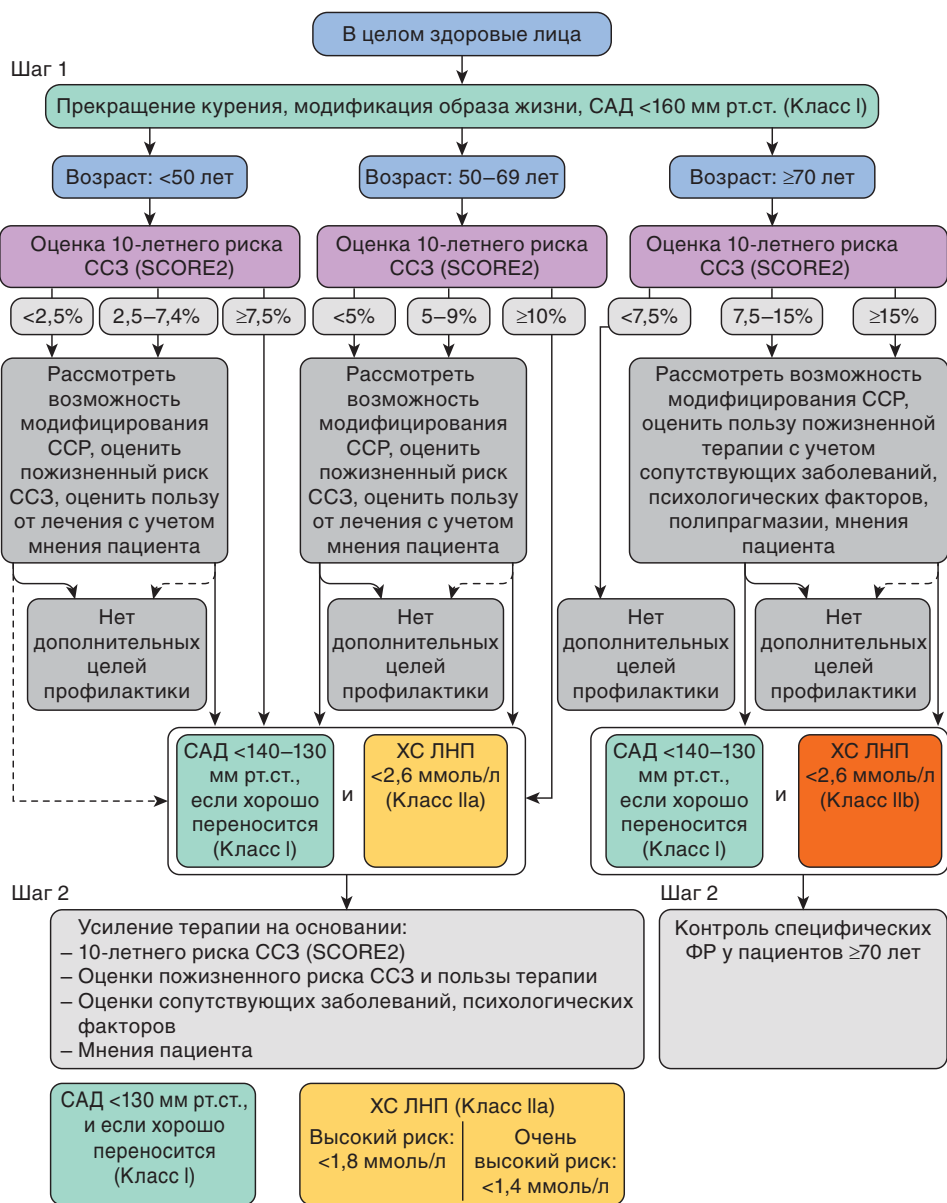 В целом здоровые лица
Шаг 1
Прекращение курения, модификация образа жизни, САД <160 мм рт.ст. (Класс I)
Возраст: <50 лет
Возраст: 50–69 лет
Возраст: ≥70 лет
Оценка 10-летнего риска
ССЗ (SCORE2)
Оценка 10-летнего риска
ССЗ (SCORE2)
Оценка 10-летнего риска
ССЗ (SCORE2)
<2,5%
2,5–7,4%
≥7,5%
<5%
5–9%
≥10%
<7,5%
7,5–15%
≥15%
Рассмотреть
возможность
модифицирования
ССР, оценить
пожизненный риск
ССЗ, оценить пользу
от лечения с учетом
мнения пациента
Рассмотреть
возможность
модифицирования
ССР, оценить
пожизненный риск
ССЗ, оценить пользу
от лечения с учетом
мнения пациента
Рассмотреть возможность
модифицирования ССР,
оценить пользу пожизненной
терапии с учетом
сопутствующих заболеваний,
психологических факторов,
полипрагмазии, мнения
пациента
Нет
дополнительных
целей
профилактики
Нет
дополнительных
целей
профилактики
Нет
дополнительных
целей
профилактики
Нет
дополнительных
целей
профилактики
САД <140–130
мм рт.ст.,
если хорошо
переносится
(Класс I)
и
ХС ЛНП
<2,6 ммоль/л
(Класс IIa)
САД <140–130
мм рт.ст.,
если хорошо
переносится
(Класс I)
и
ХС ЛНП
<2,6 ммоль/л
(Класс IIb)
Шаг 2
Усиление терапии на основании:
– 10-летнего риска ССЗ (SCORE2)
– Оценки пожизненного риска ССЗ и пользы терапии
– Оценки сопутствующих заболеваний, психологических
факторов
– Мнения пациента
Шаг 2
Контроль специфических
ФР у пациентов ≥70 лет
САД <130 мм рт.ст.,
и если хорошо
переносится
(Класс I)
ХС ЛНП (Класс IIa)
Высокий риск:
<1,8 ммоль/л
Очень
высокий риск:
<1,4 ммоль/л